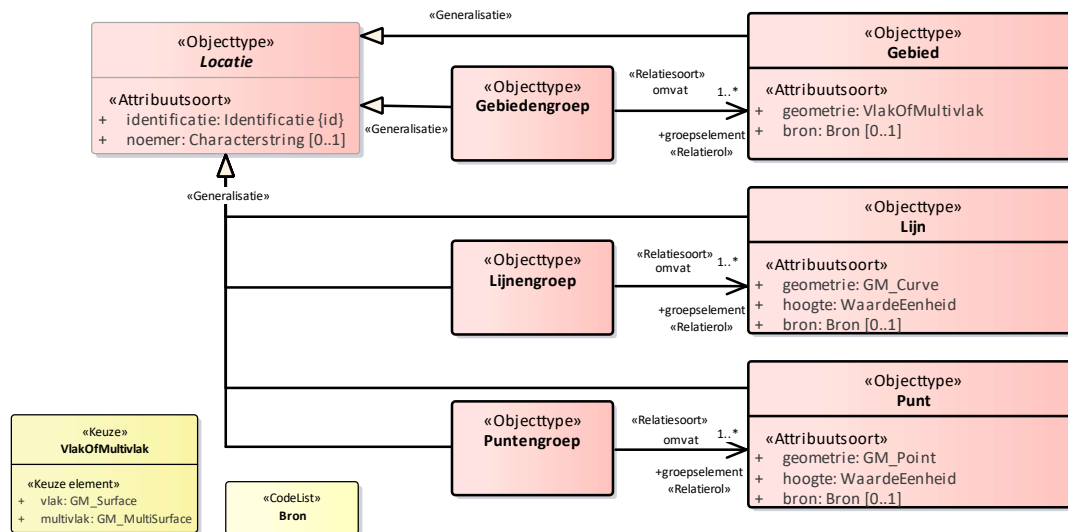 «Objecttype»
Locatie
«Attribuutsoort»
+ identificatie: Identificatie {id}
+ noemer: Characterstring [0..1]
«Generalisatie»
«Objecttype»
Gebied
«Attribuutsoort»
+ geometrie: VlakOfMultivlak
+ bron: Bron [0..1]
«Objecttype»
Gebiedengroep
«Generalisatie»
«Relatiesoort»
omvat
1..*
+groepselement
«Relatierol»
«Generalisatie»
«Objecttype»
Lijn
«Attribuutsoort»
+ geometrie: GM_Curve
+ hoogte: WaardeEenheid
+ bron: Bron [0..1]
«Objecttype»
Lijnengroep
«Relatiesoort»
omvat
1..*
+groepselement
«Relatierol»
«Objecttype»
Punt
«Attribuutsoort»
+ geometrie: GM_Point
+ hoogte: WaardeEenheid
+ bron: Bron [0..1]
«Objecttype»
Puntengroep
«Relatiesoort»
omvat
1..*
+groepselement
«Relatierol»
«Keuze»
VlakOfMultivlak
«Keuze element»
+ vlak: GM_Surface
+ multivlak: GM_MultiSurface
«CodeList»
Bron